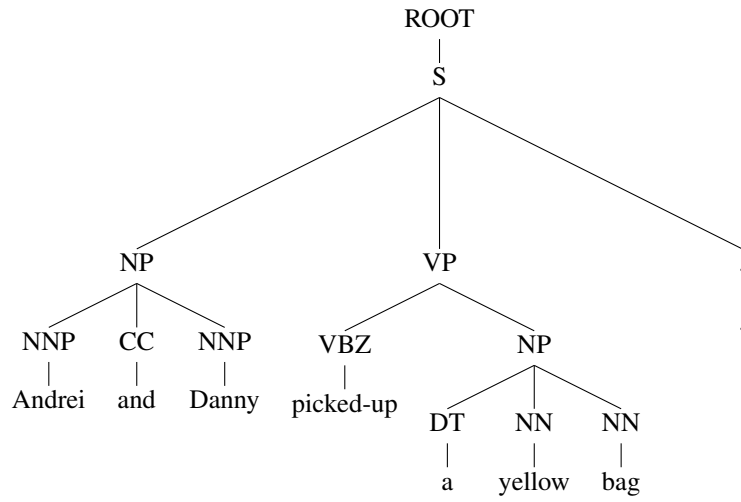 ROOT
S
NP VP
NNP CC NNP VBZ NP
Andrei and Danny picked-up
DT NN NN
a yellow bag